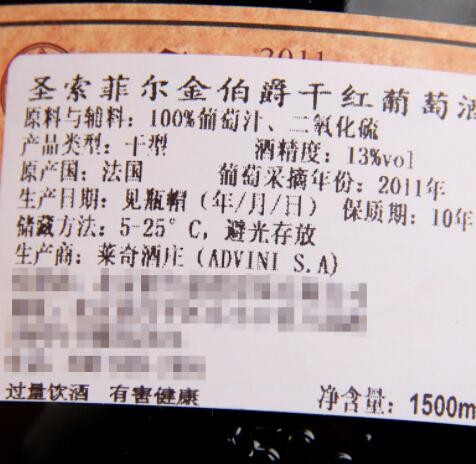 2011
圣索菲尔金伯爵干红葡萄酒
原料与辅料: 100%葡萄汁、二氧化硫
产品类型: 干型 酒精度: 13%vol
原产国: 法国 葡萄采摘年份: 2011年
生产日期: 见瓶帽 (年/月/日) 保质期: 10年
储藏方法: 5-25°C, 避光存放
生产商: 莱奇酒庄(ADVINI S.A)
过量饮酒 有害健康 净含量: 1500m